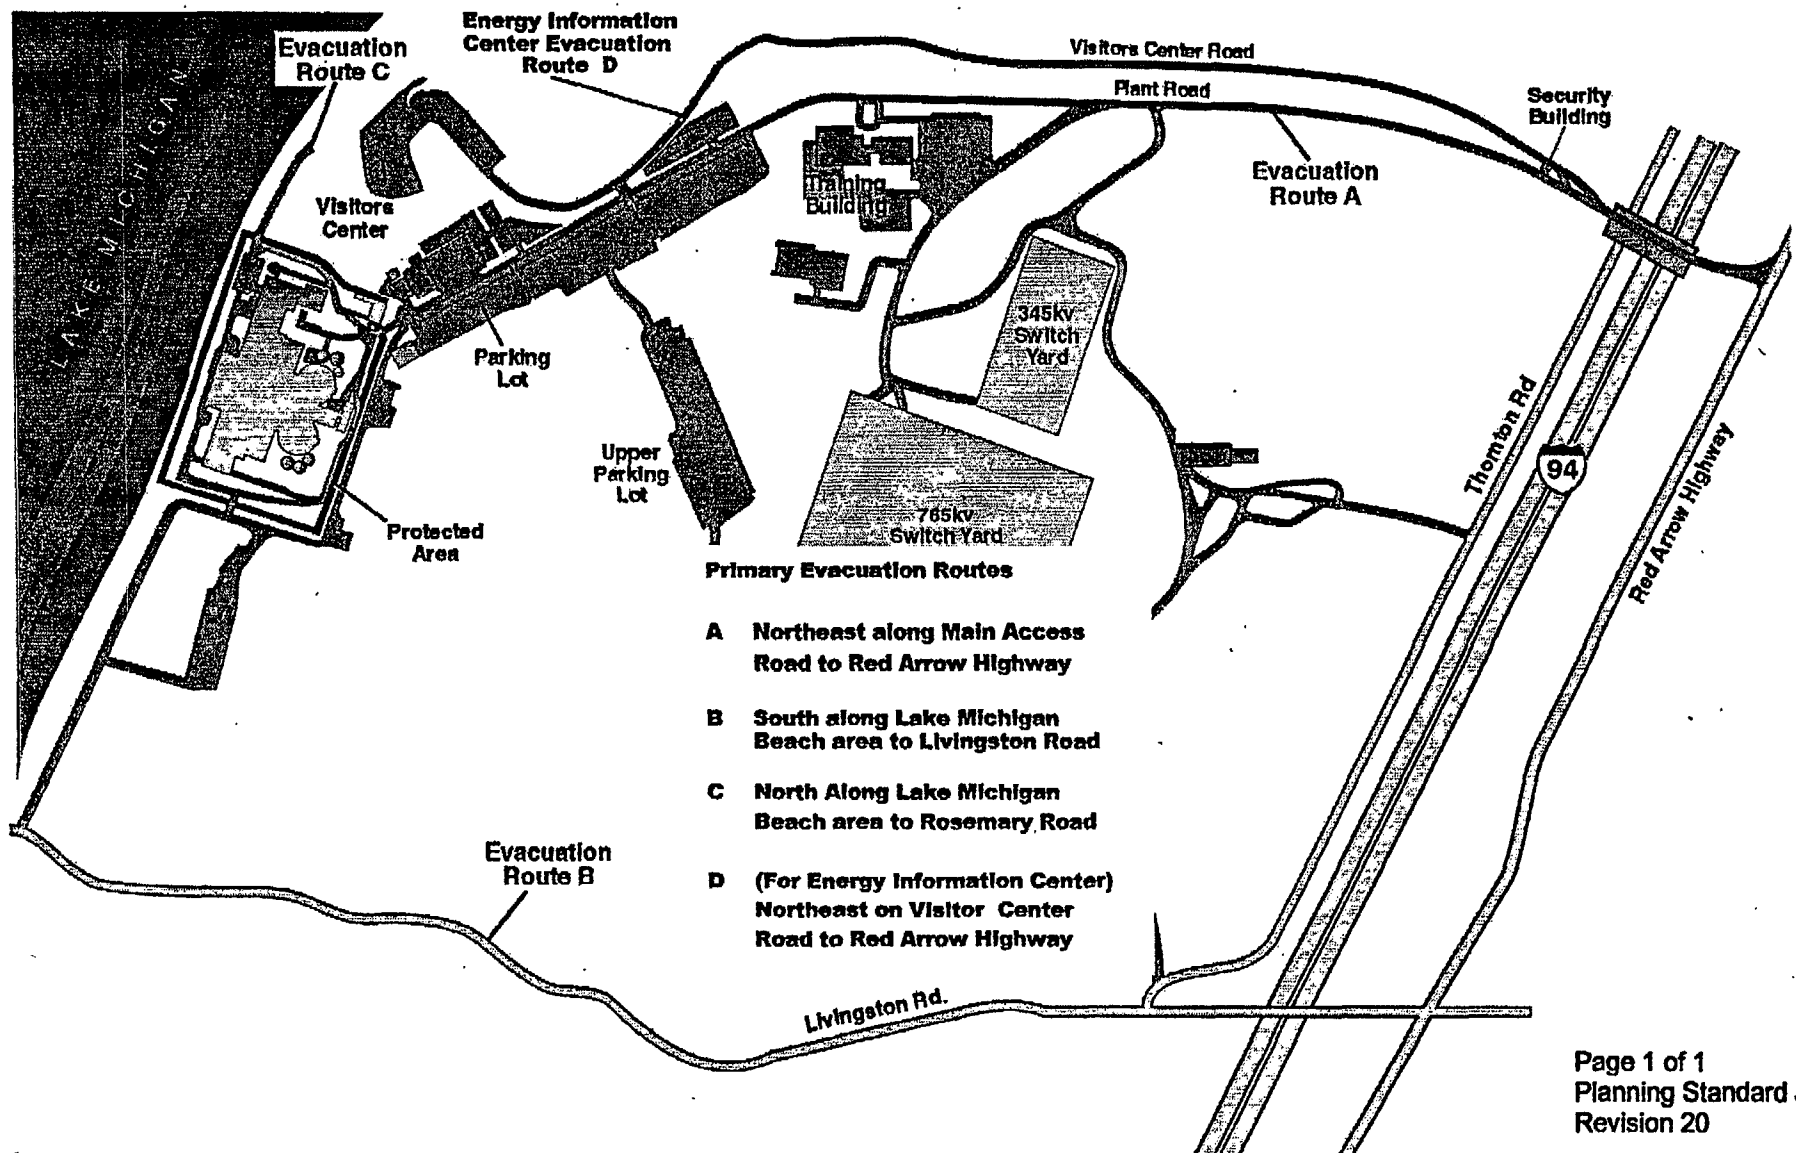 Energy Information
Center Evacuation
Route D
Evacuation
Route C
Visitors Center Road
Plant Road
Security
Building
Evacuation
Route A
LAKE MICHIGAN
Visitors
Center
Training
Building
345kv
Switch
Yard
Parking
Lot
Thornton Rd
94
Red Arrow Highway
Upper
Parking
Lot
765kv
Switch Yard
Protected
Area
Primary Evacuation Routes
A Northeast along Main Access
Road to Red Arrow Highway
B South along Lake Michigan
Beach area to Livingston Road
C North Along Lake Michigan
Beach area to Rosemary Road
D (For Energy Information Center)
Northeast on Visitor Center
Road to Red Arrow Highway
Evacuation
Route B
Livingston Rd.
Page 1 of 1
Planning Standard
Revision 20